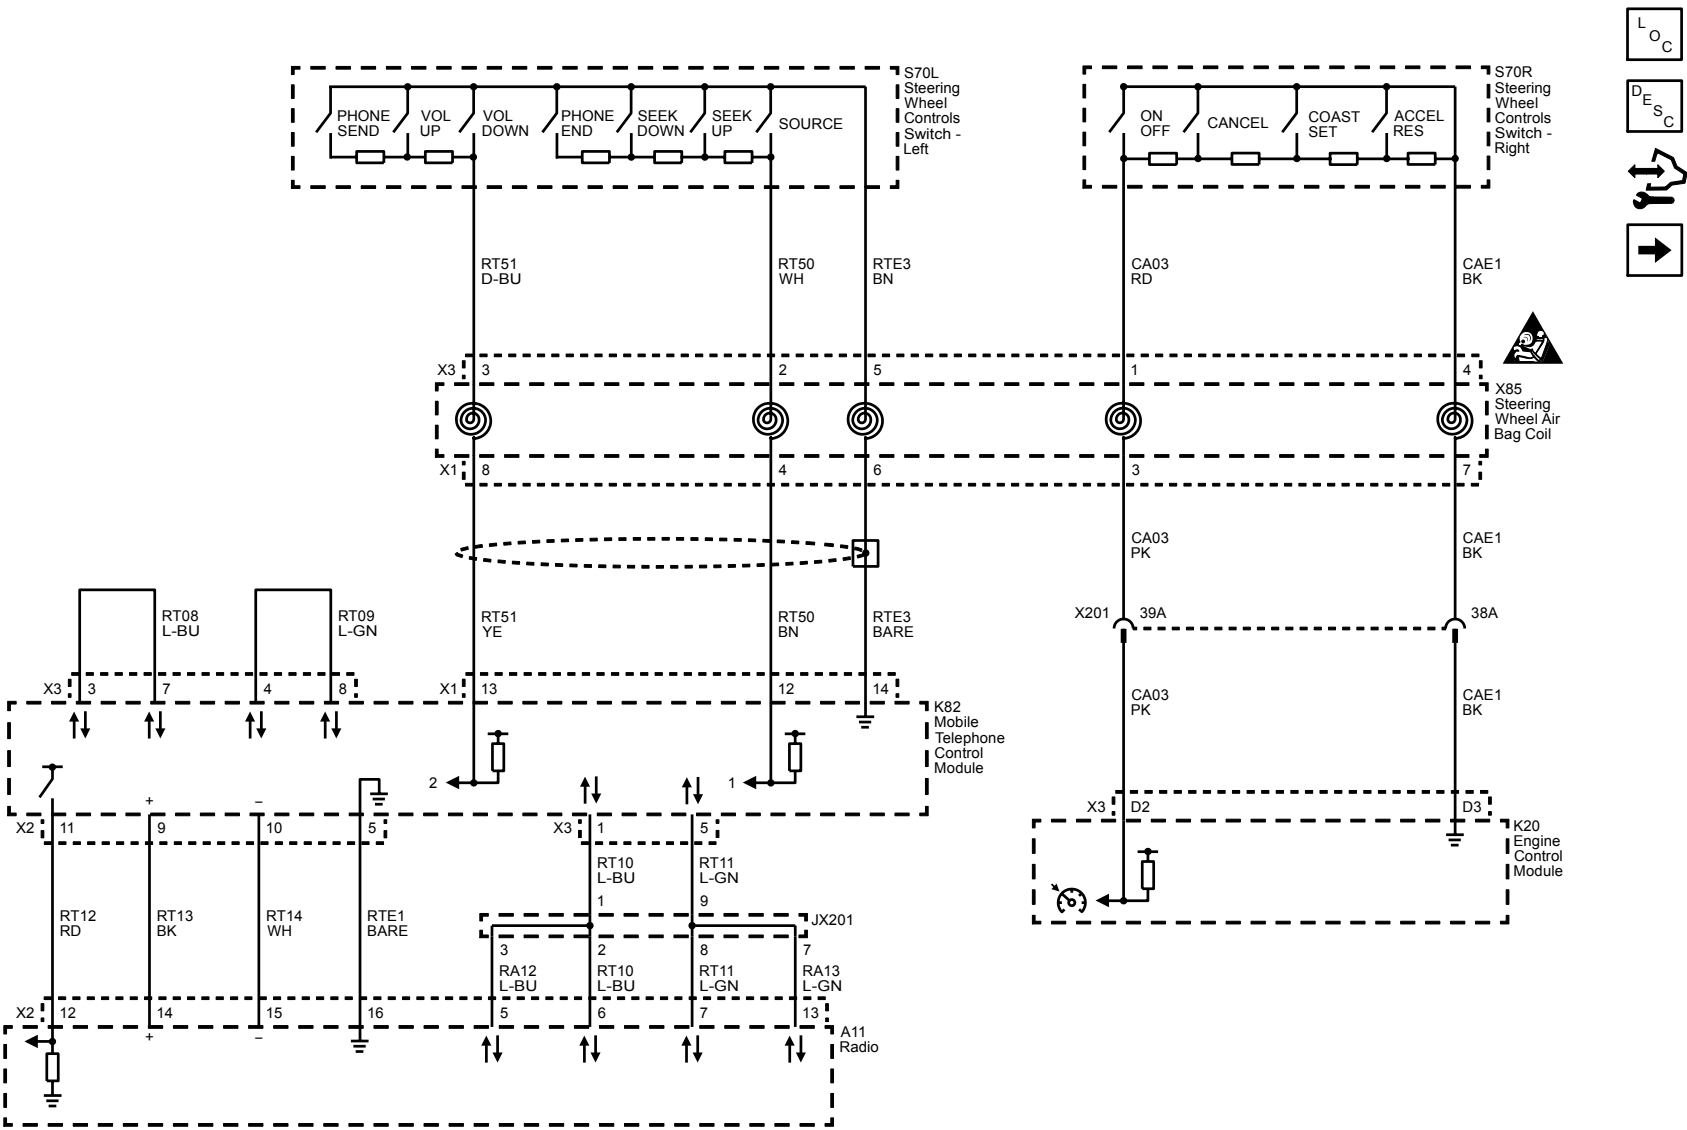 L
O
C
D
E
S
C
S70L
Steering
Wheel
Controls
Switch -
Left
PHONE
SEND
VOL
UP
VOL
DOWN
PHONE
END
SEEK
DOWN
SEEK
UP
SOURCE
S70R
Steering
Wheel
Controls
Switch -
Right
ON
OFF
CANCEL
COAST
SET
ACCEL
RES
RT51
D-BU
RT50
WH
RTE3
BN
CA03
RD
CAE1
BK
X3 3 2 5 1 4
X85
Steering
Wheel Air
Bag Coil
X1 8 4 6 3 7
CA03
PK
CAE1
BK
RT08
L-BU
RT09
L-GN
RT51
YE
RT50
BN
RTE3
BARE
X201 39A 38A
X3 3 7 4 8 X1 13 12 14
CA03
PK
CAE1
BK
K82
Mobile
Telephone
Control
Module
2 1
+ –
X2 11 9 10 5 X3 1 5
X3 D2 D3
K20
Engine
Control
Module
RT10
L-BU
RT11
L-GN
1 9
RT12
RD
RT13
BK
RT14
WH
RTE1
BARE
JX201
3 2 8 7
RA12
L-BU
RT10
L-BU
RT11
L-GN
RA13
L-GN
X2 12 14 15 16 5 6 7 13
+ –
A11
Radio